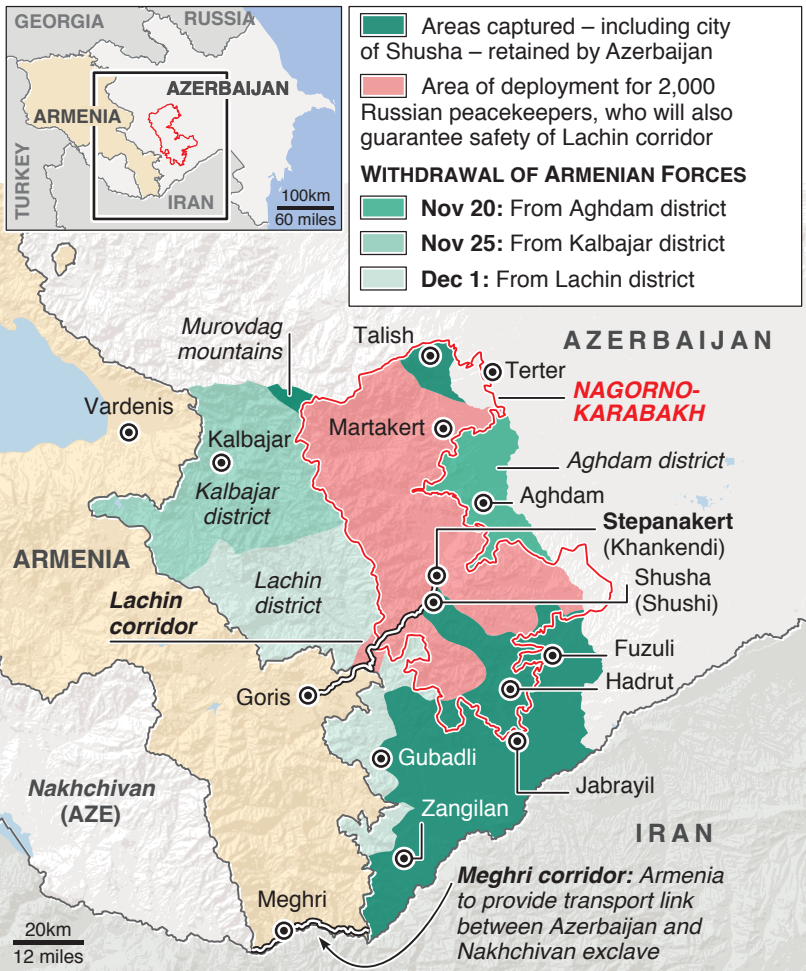 GEORGIA
RUSSIA
AZERBAIJAN
ARMENIA
TURKEY
IRAN
100km
60 miles
Areas captured – including city
of Shusha – retained by Azerbaijan
Area of deployment for 2,000
Russian peacekeepers, who will also
guarantee safety of Lachin corridor
WITHDRAWAL OF ARMENIAN FORCES
Nov 20: From Aghdam district
Nov 25: From Kalbajar district
Dec 1: From Lachin district
Murovdag
mountains
Talish
AZERBAIJAN
Terter
NAGORNO-
KARABAKH
Vardenis
Martakert
Kalbajar
Kalbajar
district
Aghdam district
Aghdam
Stepanakert
(Khankendi)
ARMENIA
Lachin
district
Shusha
(Shushi)
Lachin
corridor
Fuzuli
Hadrut
Goris
Gubadli
Jabrayil
Nakhchivan
(AZE)
Zangilan
IRAN
Meghri corridor: Armenia
to provide transport link
between Azerbaijan and
Nakhchivan exclave
Meghri
20km
12 miles